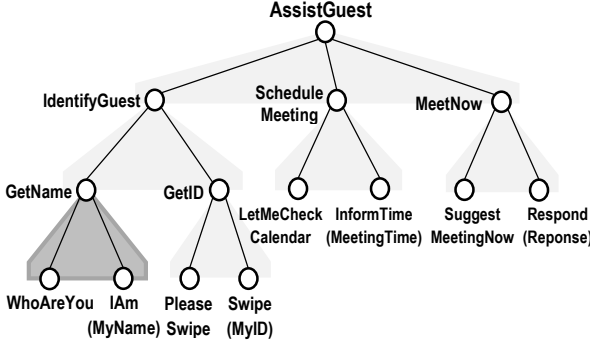 AssistGuest
IdentifyGuest
Schedule
Meeting
MeetNow
GetName
GetID
LetMeCheck
Calendar
InformTime
(MeetingTime)
Suggest
MeetingNow
Respond
(Reponse)
WhoAreYou
IAm
(MyName)
Please
Swipe
Swipe
(MyID)